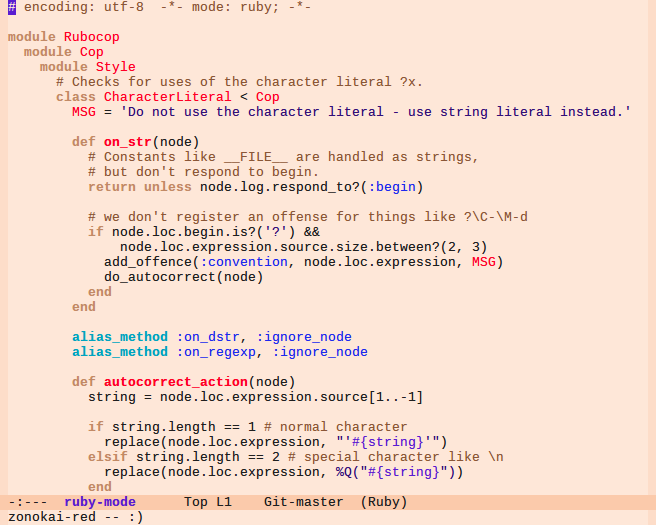 # encoding: utf-8  -*- mode: ruby; -*-

module Rubocop
  module Cop
    module Style
      # Checks for uses of the character literal ?x.
      class CharacterLiteral < Cop
        MSG = 'Do not use the character literal - use string literal instead.'

        def on_str(node)
          # Constants like __FILE__ are handled as strings,
          # but don't respond to begin.
          return unless node.log.respond_to?(:begin)

          # we don't register an offense for things like ?\C-\M-d
          if node.loc.begin.is?('?') &&
              node.loc.expression.source.size.between?(2, 3)
            add_offence(:convention, node.loc.expression, MSG)
            do_autocorrect(node)
          end
        end

        alias_method :on_dstr, :ignore_node
        alias_method :on_regexp, :ignore_node

        def autocorrect_action(node)
          string = node.loc.expression.source[1..-1]

          if string.length == 1 # normal character
            replace(node.loc.expression, "'#{string}'")
          elsif string.length == 2 # special character like \n
            replace(node.loc.expression, %Q("#{string}"))
          end
-:---  ruby-mode      Top L1    Git-master  (Ruby)
zonokai-red -- :)